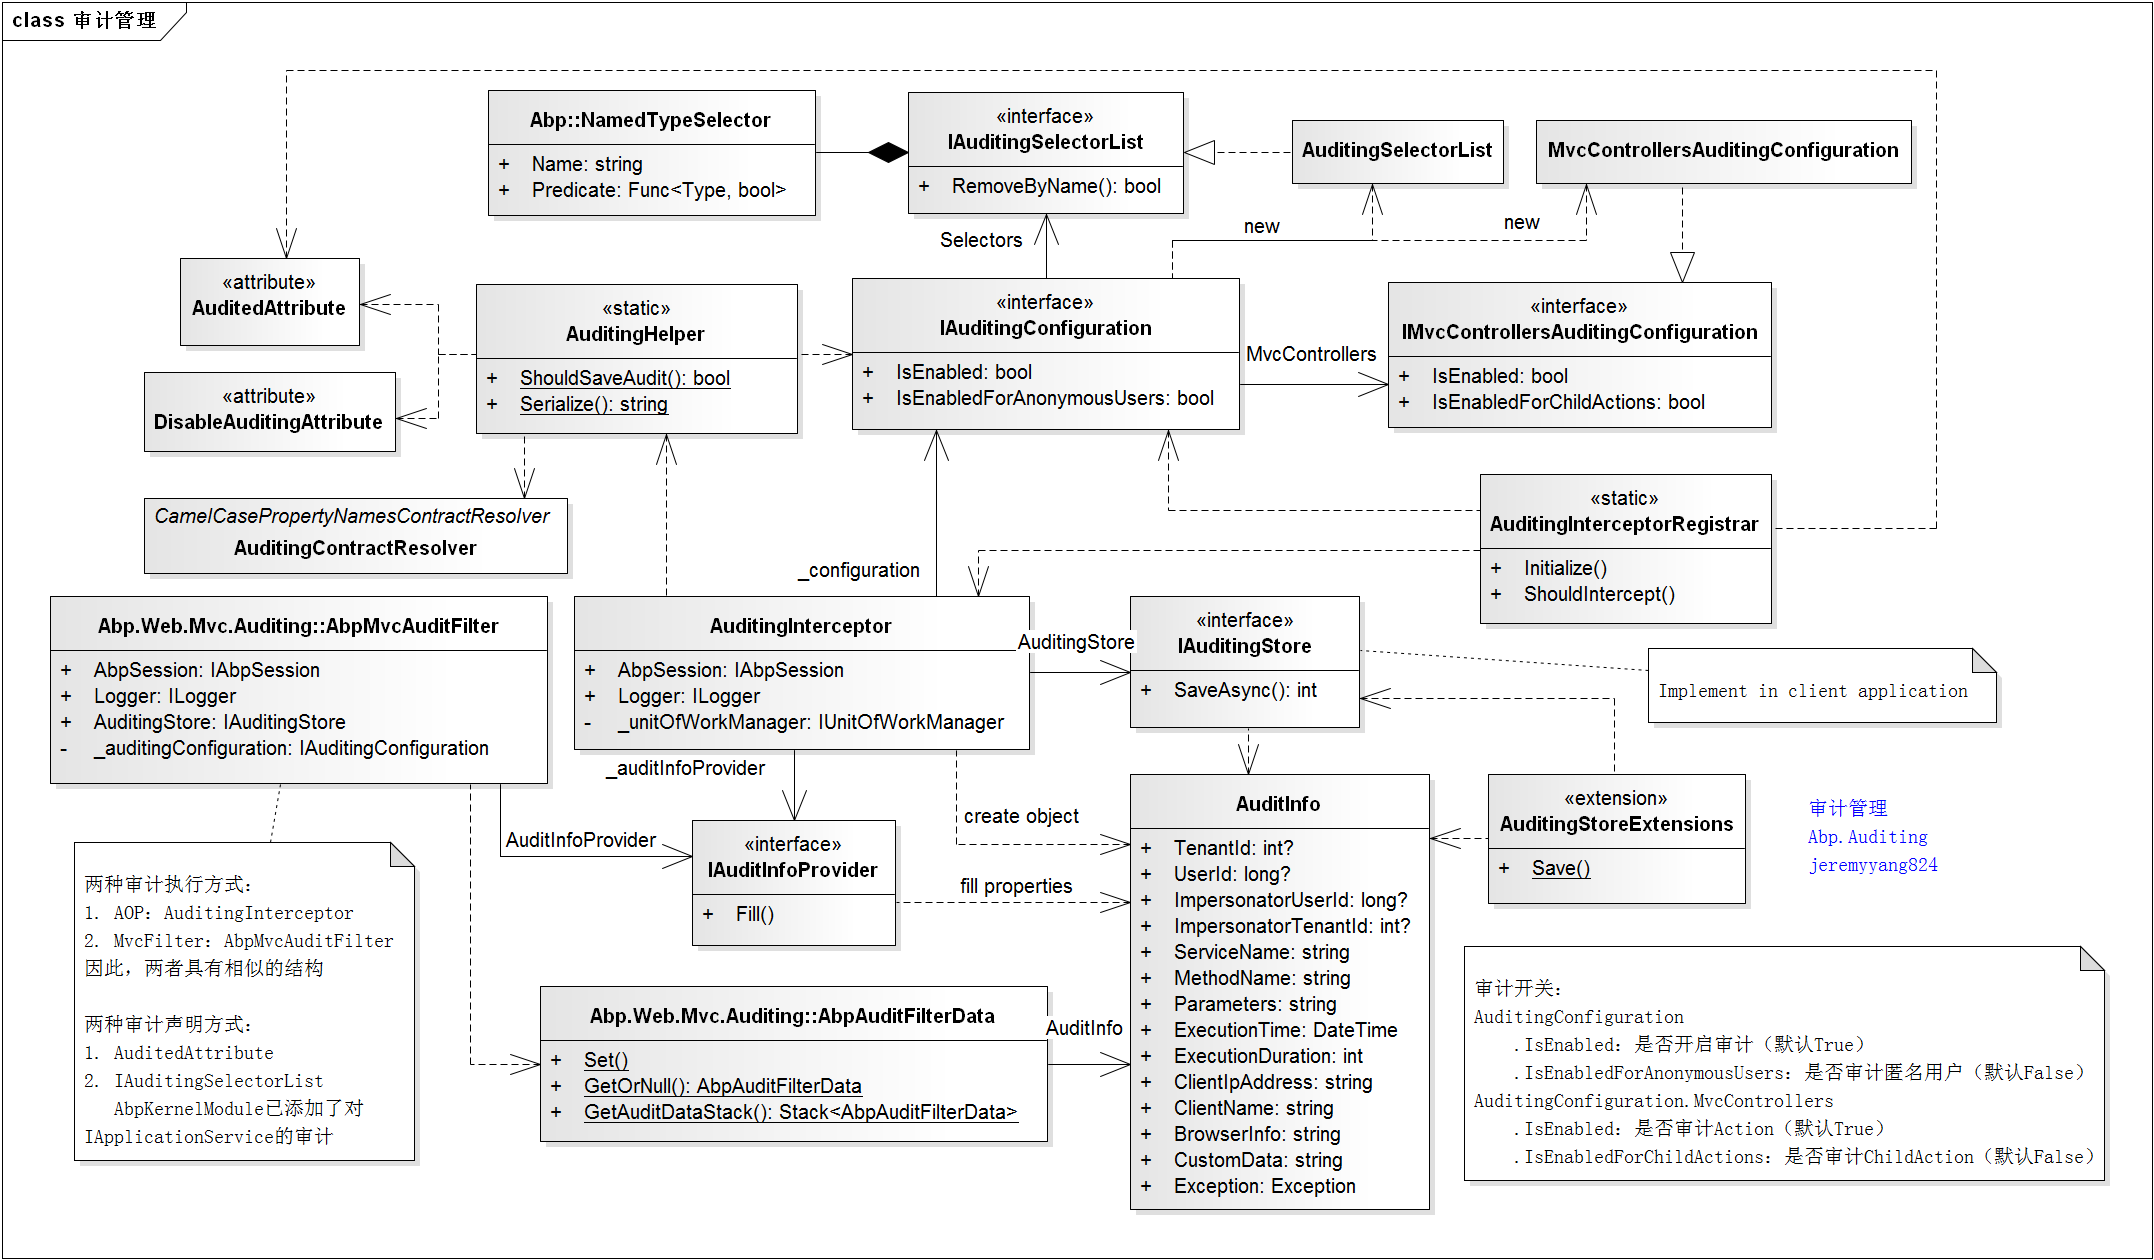 class 审计管理
Abp::NamedTypeSelector
+ Name: string
+ Predicate: Func<Type, bool>
«interface»
IAuditingSelectorList
+ RemoveByName(): bool
AuditingSelectorList
MvcControllersAuditingConfiguration
Selectors
new
new
«attribute»
AuditedAttribute
«static»
AuditingHelper
+ ShouldSaveAudit(): bool
+ Serialize(): string
«interface»
IAuditingConfiguration
+ IsEnabled: bool
+ IsEnabledForAnonymousUsers: bool
MvcControllers
«interface»
IMvcControllersAuditingConfiguration
+ IsEnabled: bool
+ IsEnabledForChildActions: bool
«attribute»
DisableAuditingAttribute
CamelCasePropertyNamesContractResolver
AuditingContractResolver
«static»
AuditingInterceptorRegistrar
+ Initialize()
+ ShouldIntercept()
_configuration
Abp.Web.Mvc.Auditing::AbpMvcAuditFilter
+ AbpSession: IAbpSession
+ Logger: ILogger
+ AuditingStore: IAuditingStore
- _auditingConfiguration: IAuditingConfiguration
AuditingInterceptor
+ AbpSession: IAbpSession
+ Logger: ILogger
- _unitOfWorkManager: IUnitOfWorkManager
AuditingStore
«interface»
IAuditingStore
+ SaveAsync(): int
Implement in client application
_auditInfoProvider
AuditInfoProvider
«interface»
IAuditInfoProvider
+ Fill()
create object
fill properties
AuditInfo
+ TenantId: int?
+ UserId: long?
+ ImpersonatorUserId: long?
+ ImpersonatorTenantId: int?
+ ServiceName: string
+ MethodName: string
+ Parameters: string
+ ExecutionTime: DateTime
+ ExecutionDuration: int
+ ClientIpAddress: string
+ ClientName: string
+ BrowserInfo: string
+ CustomData: string
+ Exception: Exception
«extension»
AuditingStoreExtensions
+ Save()
审计管理
Abp.Auditing
jeremyyang824
两种审计执行方式：
1. AOP：AuditingInterceptor
2. MvcFilter：AbpMvcAuditFilter
因此，两者具有相似的结构
两种审计声明方式：
1. AuditedAttribute
2. IAuditingSelectorList
AbpKernelModule已添加了对
IApplicationService的审计
Abp.Web.Mvc.Auditing::AbpAuditFilterData
+ Set()
+ GetOrNull(): AbpAuditFilterData
+ GetAuditDataStack(): Stack<AbpAuditFilterData>
AuditInfo
审计开关：
AuditingConfiguration
.IsEnabled：是否开启审计（默认True）
.IsEnabledForAnonymousUsers：是否审计匿名用户（默认False）
AuditingConfiguration.MvcControllers
.IsEnabled：是否审计Action（默认True）
.IsEnabledForChildActions：是否审计ChildAction（默认False）